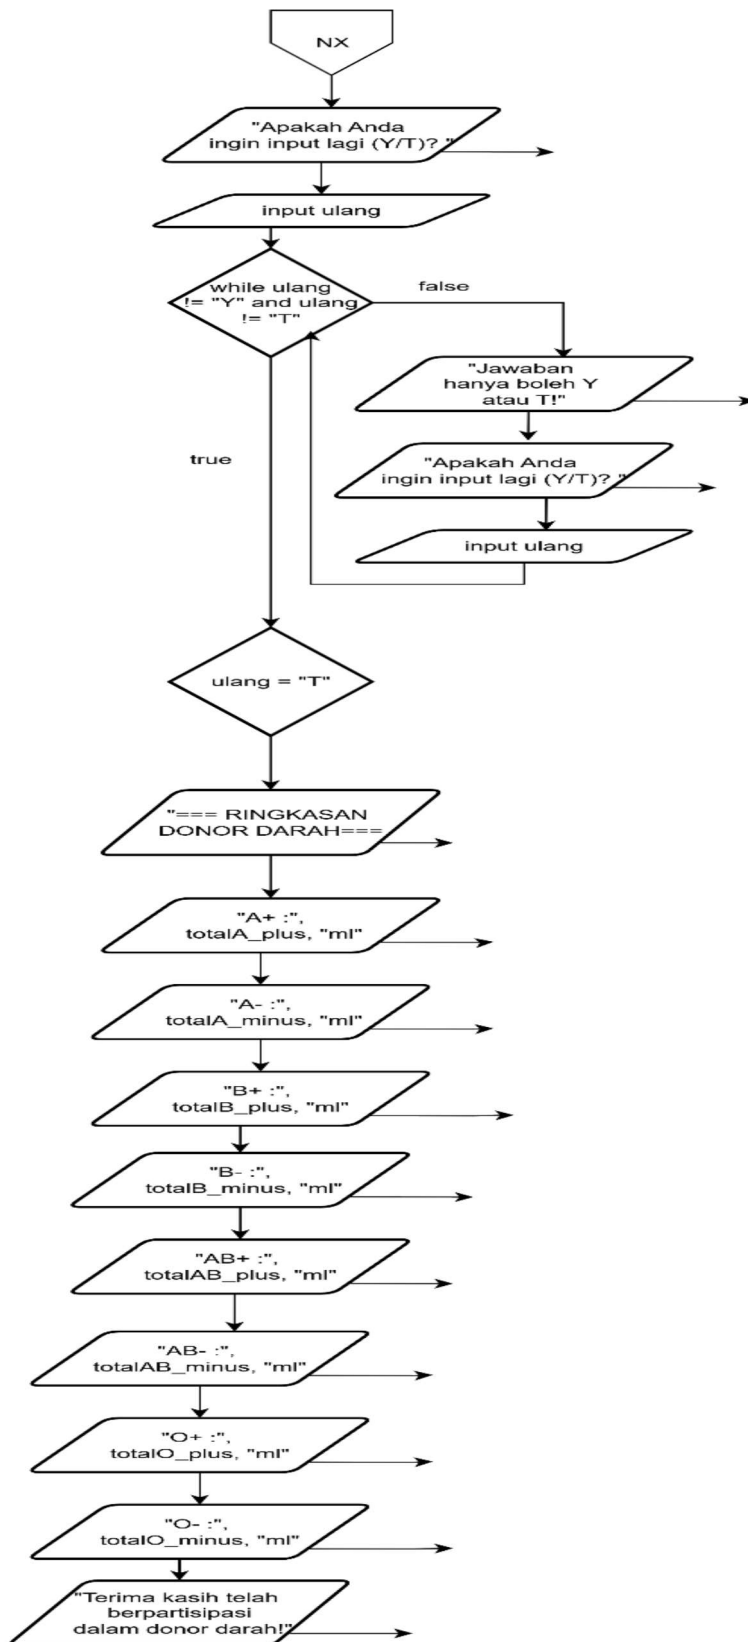 NX
"Apakah Anda
ingin input lagi (Y/T)? "
input ulang
while ulang
!= "Y" and ulang
!= "T"
false
"Jawaban
hanya boleh Y
atau T!"
"Apakah Anda
ingin input lagi (Y/T)? "
input ulang
true
ulang = "T"
"=== RINGKASAN
DONOR DARAH===
"A+ :",
totalA_plus, "ml"
"A- :",
totalA_minus, "ml"
"B+ :",
totalB_plus, "ml"
"B- :",
totalB_minus, "ml"
"AB+ :",
totalAB_plus, "ml"
"AB- :",
totalAB_minus, "ml"
"O+ :",
totalO_plus, "ml"
"O- :",
totalO_minus, "ml"
"Terima kasih telah
berpartisipasi
dalam donor darah!"